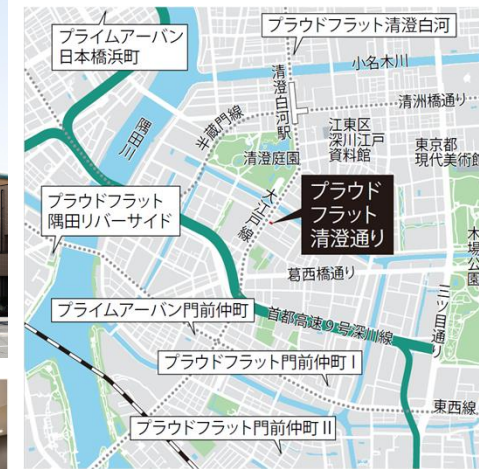 プラウドフラット清澄白河
プライムアーバン
日本橋浜町
小名木川
清洲橋通り
清澄白河駅
半蔵門線
隅田川
江東区
深川江戸
資料館
東京都
現代美術館
清澄庭園
プラウド
フラット
清澄通り
プラウドフラット
隅田リバーサイド
大江戸線
木場公園
葛西橋通り
三ツ目通り
プライムアーバン門前仲町
首都高速9号深川線
プラウドフラット門前仲町Ⅰ
東西線
プラウドフラット門前仲町Ⅱ